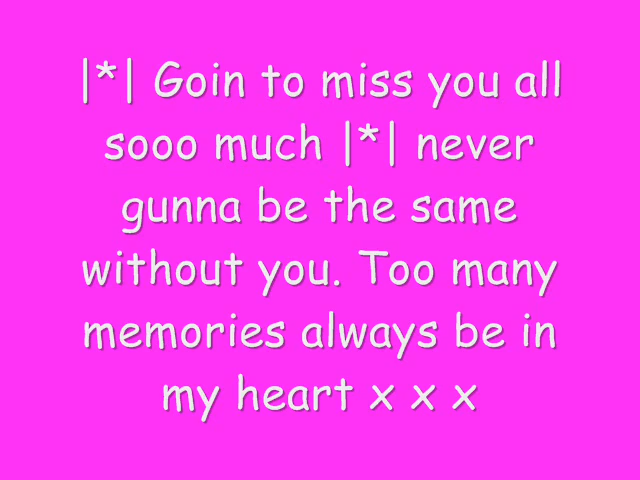 |*| Goin to miss you all
sooo much |*| never
gunna be the same
without you. Too many
memories always be in
my heart x x x